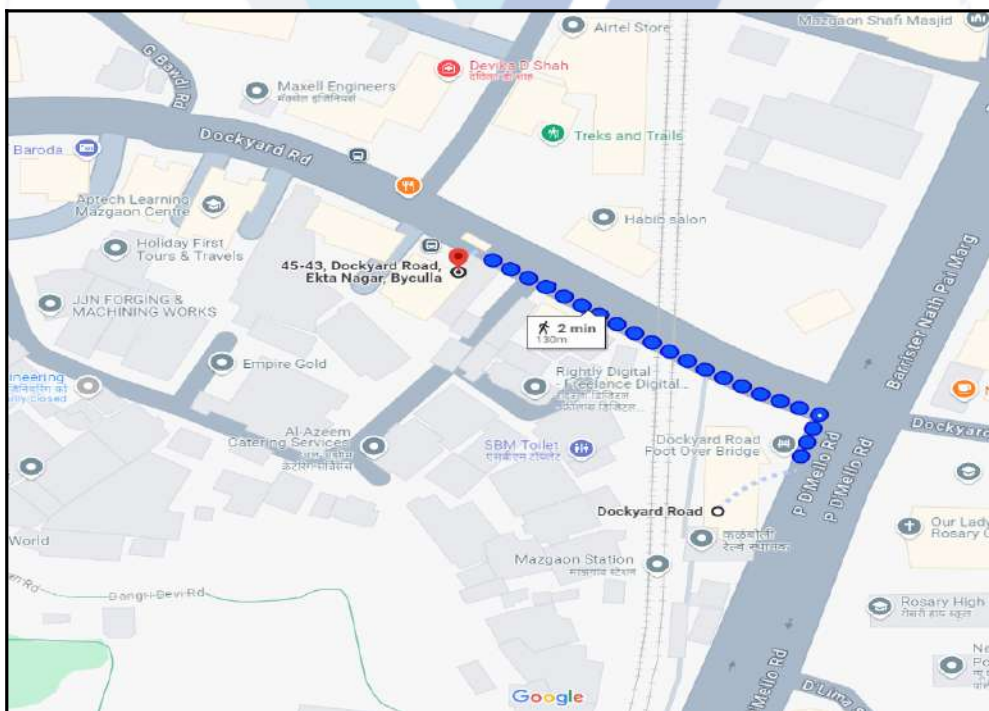 Airtel Store
Mazgaon Shafi Masjid
G Bawdi Rd
Devika D Shah
Maxell Engineers
Treks and Trails
Dockyard Rd
Baroda
Aptech Learning
Mazgaon Centre
Habib salon
Holiday First
Tours & Travels
45-43, Dockyard Road,
Ekta Nagar, Byculla
Barrister Nath Pai Marg
JJN FORGING &
MACHINING WORKS
2 min
130m
Empire Gold
Rightly Digital
- Freelance Digital...
Al-Azeem
Catering Services
SBM Toilet
Dockyard Road
Foot Over Bridge
Dockyard
P D'Mello Rd
P D'Mello Rd
Dockyard Road
Our Lady
Rosary
World
Mazgaon Station
Dangri Devi Rd
Rosary High
P D'Mello Rd
D'Lima
Google